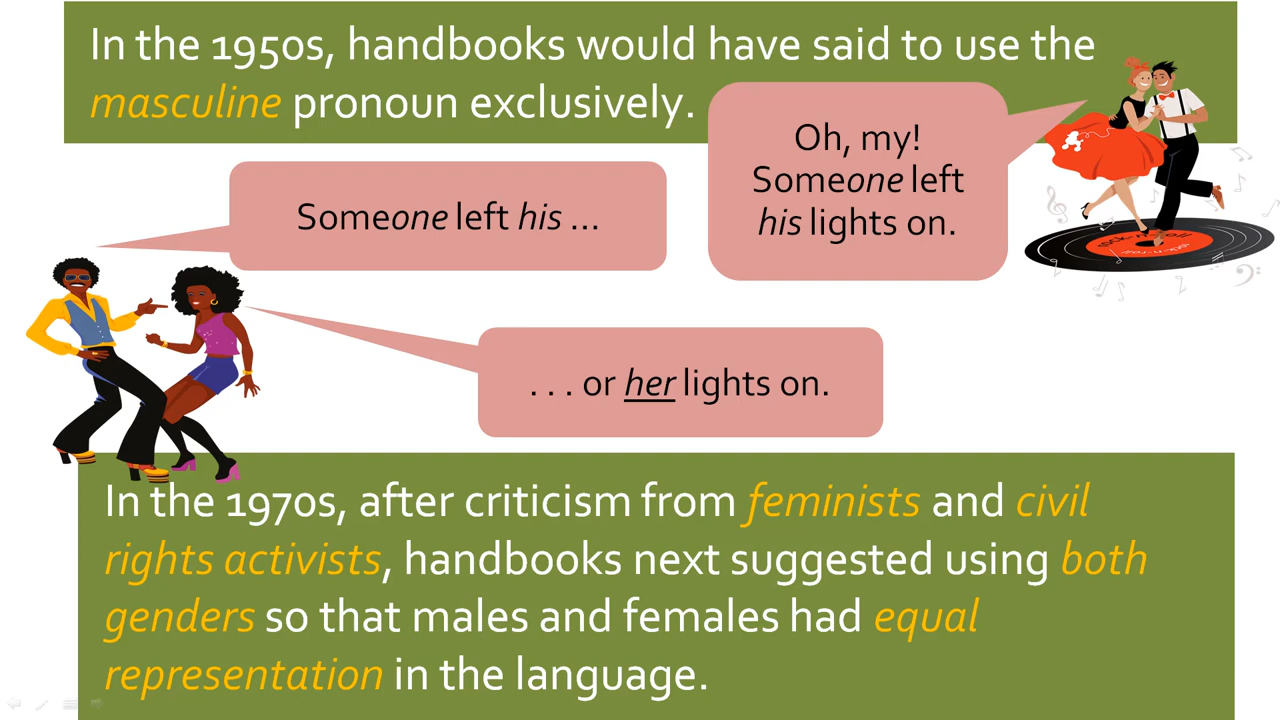 In the 1950s, handbooks would have said to use the
masculine pronoun exclusively.
Oh, my!
Someone left
his lights on.
Someone left his ...
. . . or her lights on.
In the 1970s, after criticism from feminists and civil
rights activists, handbooks next suggested using both
genders so that males and females had equal
representation in the language.